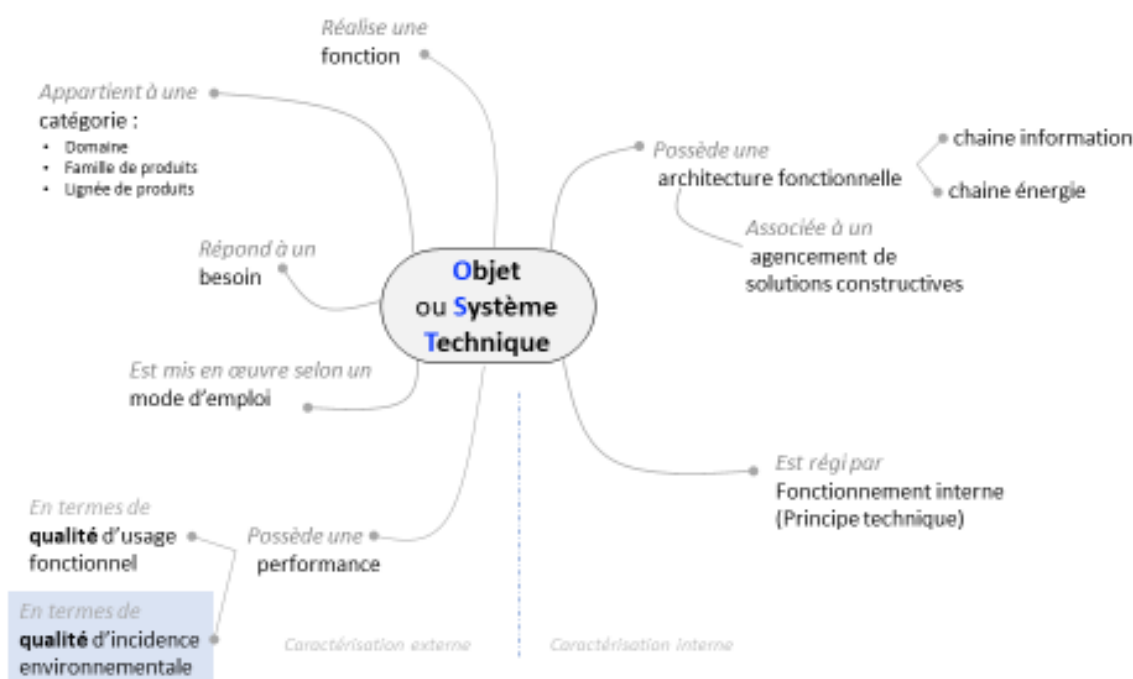 Réalise une
fonction
Appartient à une
catégorie :
• Domaine
• Famille de produits
• Lignée de produits
Répond à un
besoin
Est mis en œuvre selon un
mode d'emploi
En termes de
qualité d'usage
fonctionnel
Possède une
performance
En termes de
qualité d'incidence
environnementale
Objet
ou Système
Technique
Possède une
architecture fonctionnelle
chaine information
chaine énergie
Associée à un
agencement de
solutions constructives
Est régi par
Fonctionnement interne
(Principe technique)
Caractérisation externe
Caractérisation interne